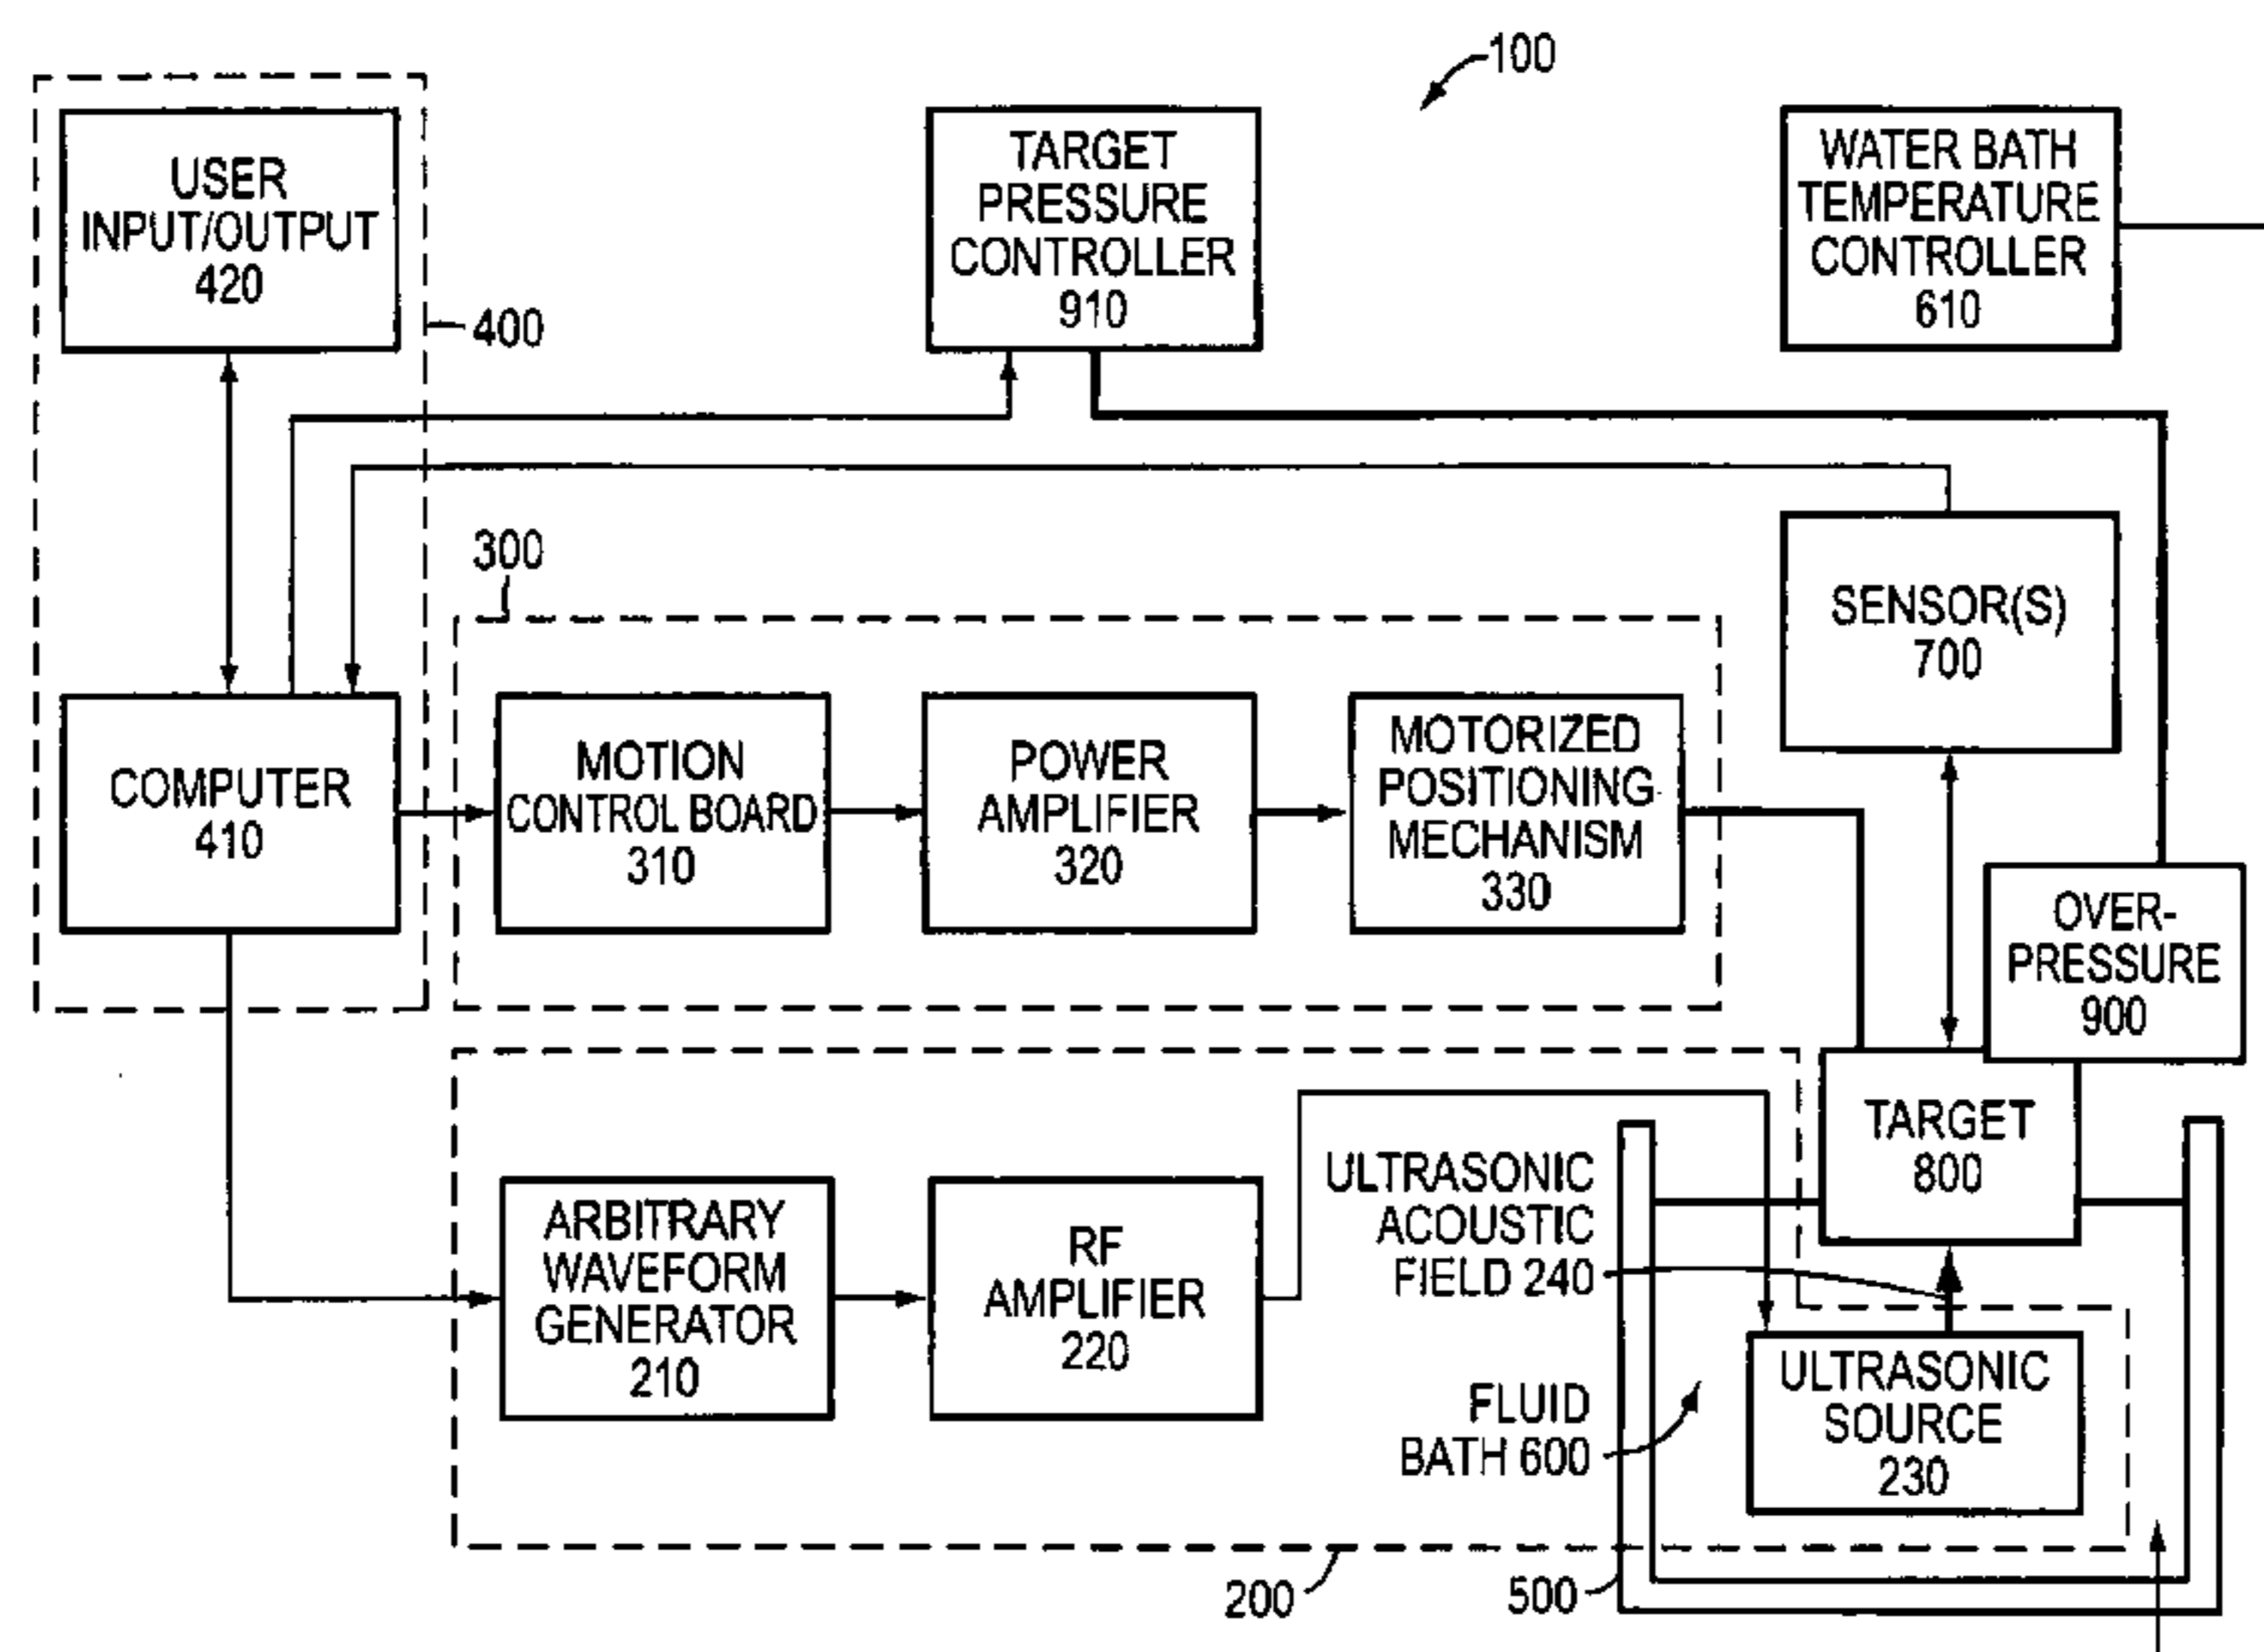 100
USER
INPUT/OUTPUT
420
TARGET
PRESSURE
CONTROLLER
910
WATER BATH
TEMPERATURE
CONTROLLER
610
400
300
SENSOR(S)
700
COMPUTER
410
MOTION
CONTROL BOARD
310
POWER
AMPLIFIER
320
MOTORIZED
POSITIONING
MECHANISM
330
OVER-
PRESSURE
900
TARGET
800
ARBITRARY
WAVEFORM
GENERATOR
210
RF
AMPLIFIER
220
ULTRASONIC
ACOUSTIC
FIELD 240
FLUID
BATH 600
ULTRASONIC
SOURCE
230
200
500